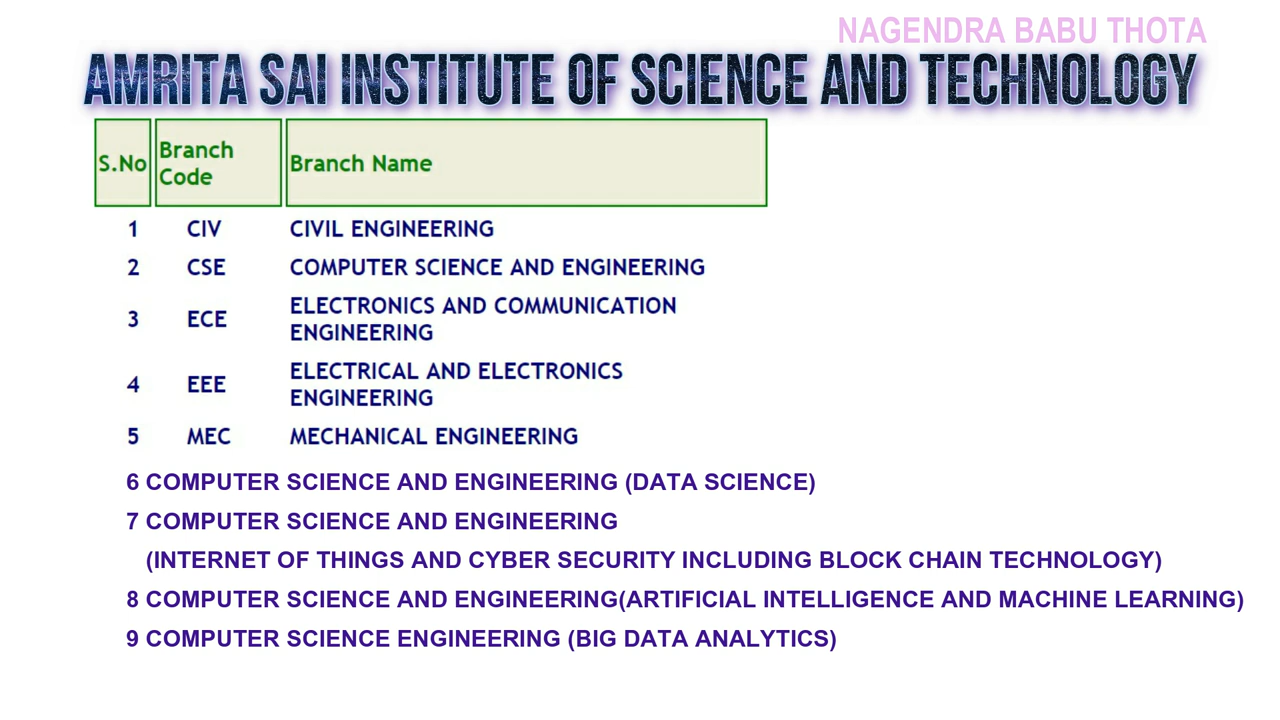 NAGENDRA BABU THOTA
AMRITA SAI INSTITUTE OF SCIENCE AND TECHNOLOGY
S.No Branch Code Branch Name
1 CIV CIVIL ENGINEERING
2 CSE COMPUTER SCIENCE AND ENGINEERING
3 ECE ELECTRONICS AND COMMUNICATION
ENGINEERING
4 EEE ELECTRICAL AND ELECTRONICS
ENGINEERING
5 MEC MECHANICAL ENGINEERING
6 COMPUTER SCIENCE AND ENGINEERING (DATA SCIENCE)
7 COMPUTER SCIENCE AND ENGINEERING
(INTERNET OF THINGS AND CYBER SECURITY INCLUDING BLOCK CHAIN TECHNOLOGY)
8 COMPUTER SCIENCE AND ENGINEERING(ARTIFICIAL INTELLIGENCE AND MACHINE LEARNING)
9 COMPUTER SCIENCE ENGINEERING (BIG DATA ANALYTICS)